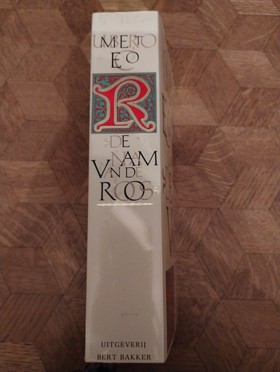 UMBERTO
ECO
R
DE
NAAM
VAN DE
ROOS
UITGEVERIJ
BERT BAKKER